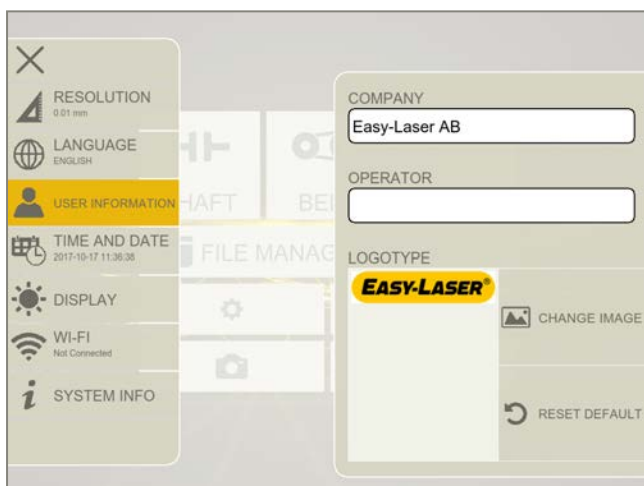 RESOLUTION
0.01 mm
LANGUAGE
ENGLISH
USER INFORMATION
TIME AND DATE
2017-10-17 11:36:38
DISPLAY
WI-FI
Not Connected
SYSTEM INFO
HAFT
BEL
FILE MANAG
COMPANY
Easy-Laser AB
OPERATOR
LOGOTYPE
EASY-LASER®
CHANGE IMAGE
RESET DEFAULT